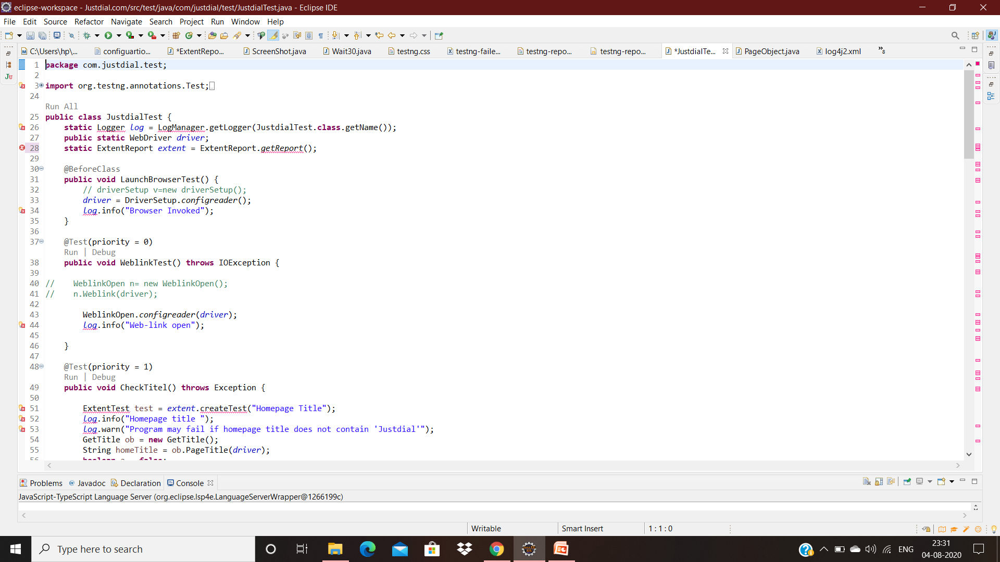 eclipse-workspace - Justdial.com/src/test/java/com/justdial/test/JustdialTest.java - Eclipse IDE
File Edit Source Refactor Navigate Search Project Run Window Help
C:\Users\hp\... configuartio... *ExtentRepo... ScreenShot.java Wait30.java testng.css testng-faile... testng-repo... testng-repo... *JustdialTe... PageObject.java log4j2.xml »8
1 package com.justdial.test;
2
3 import org.testng.annotations.Test;
24
Run All
25 public class JustdialTest {
26 static Logger log = LogManager.getLogger(JustdialTest.class.getName());
27 public static WebDriver driver;
28 static ExtentReport extent = ExtentReport.getReport();
29
30 @BeforeClass
31 public void LaunchBrowserTest() {
32 // driverSetup v=new driverSetup();
33 driver = DriverSetup.configreader();
34 log.info("Browser Invoked");
35 }
36
37 @Test(priority = 0)
Run | Debug
38 public void WeblinkTest() throws IOException {
39
40 // WeblinkOpen n= new WeblinkOpen();
41 // n.Weblink(driver);
42
43 WeblinkOpen.configreader(driver);
44 log.info("Web-link open");
45
46 }
47
48 @Test(priority = 1)
Run | Debug
49 public void CheckTitel() throws Exception {
50
51 ExtentTest test = extent.createTest("Homepage Title");
52 log.info("Homepage title ");
53 log.warn("Program may fail if homepage title does not contain 'Justdial'");
54 GetTitle ob = new GetTitle();
55 String homeTitle = ob.PageTitle(driver);
Problems Javadoc Declaration Console
JavaScript-TypeScript Language Server (org.eclipse.lsp4e.LanguageServerWrapper@1266199c)
Writable Smart Insert 1 : 1 : 0
Type here to search
ENG
23:31
04-08-2020